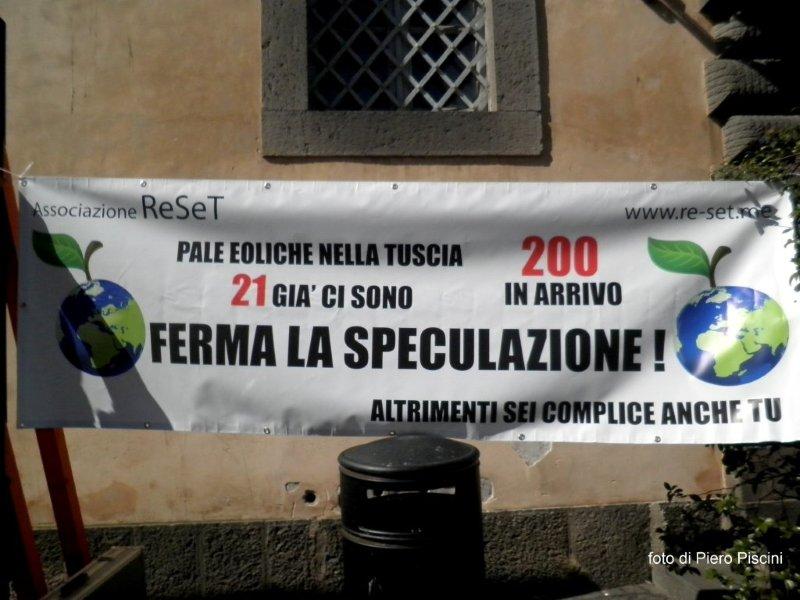 Associazione ReSeT
www.re-set.me
PALE EOLICHE NELLA TUSCIA
21 GIA' CI SONO
200
IN ARRIVO
FERMA LA SPECULAZIONE !
ALTRIMENTI SEI COMPLICE ANCHE TU
foto di Piero Piscini